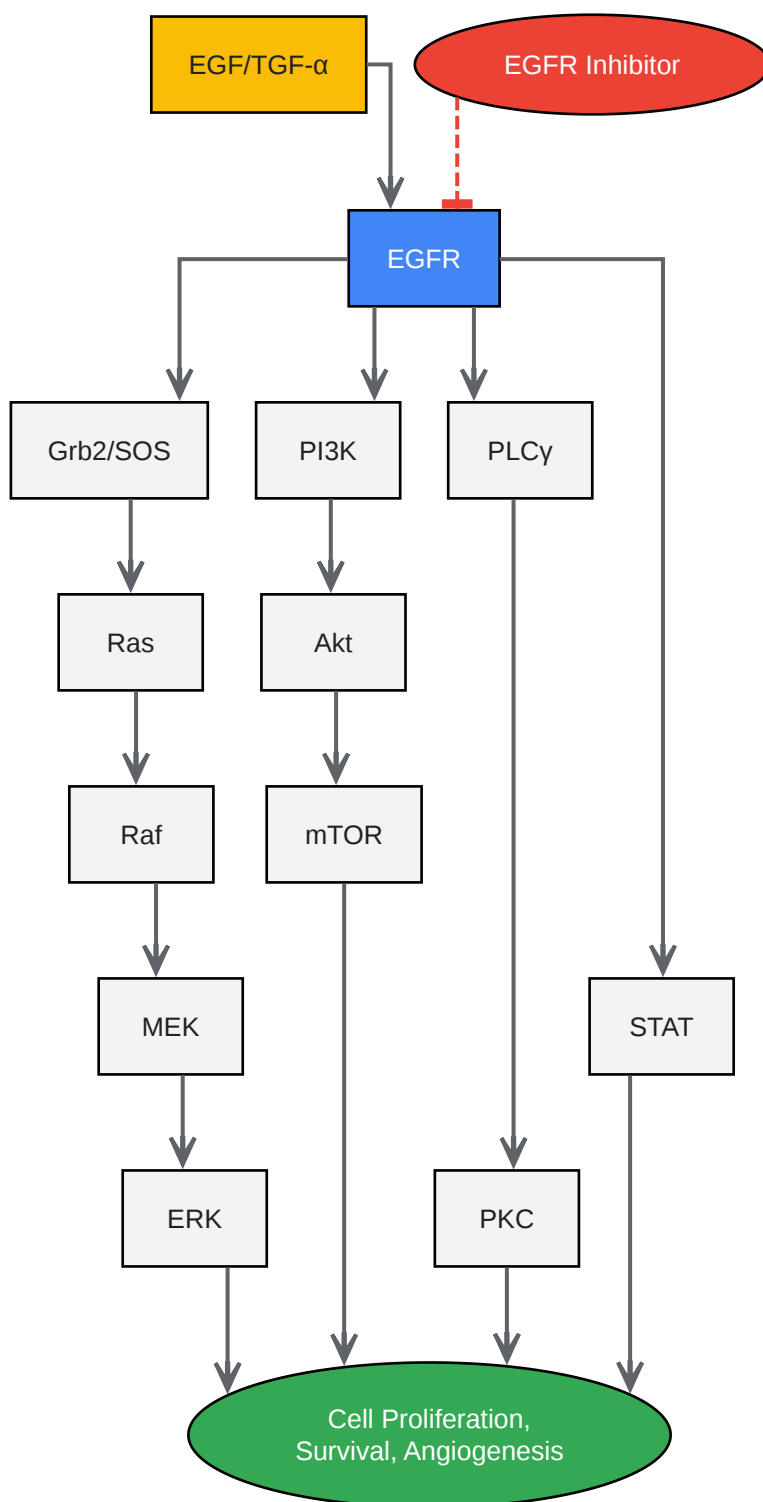 EGF/TGF-α
EGFR Inhibitor
EGFR
Grb2/SOS
PI3K
PLCγ
Ras
Akt
Raf
mTOR
MEK
STAT
ERK
PKC
Cell Proliferation,
Survival, Angiogenesis